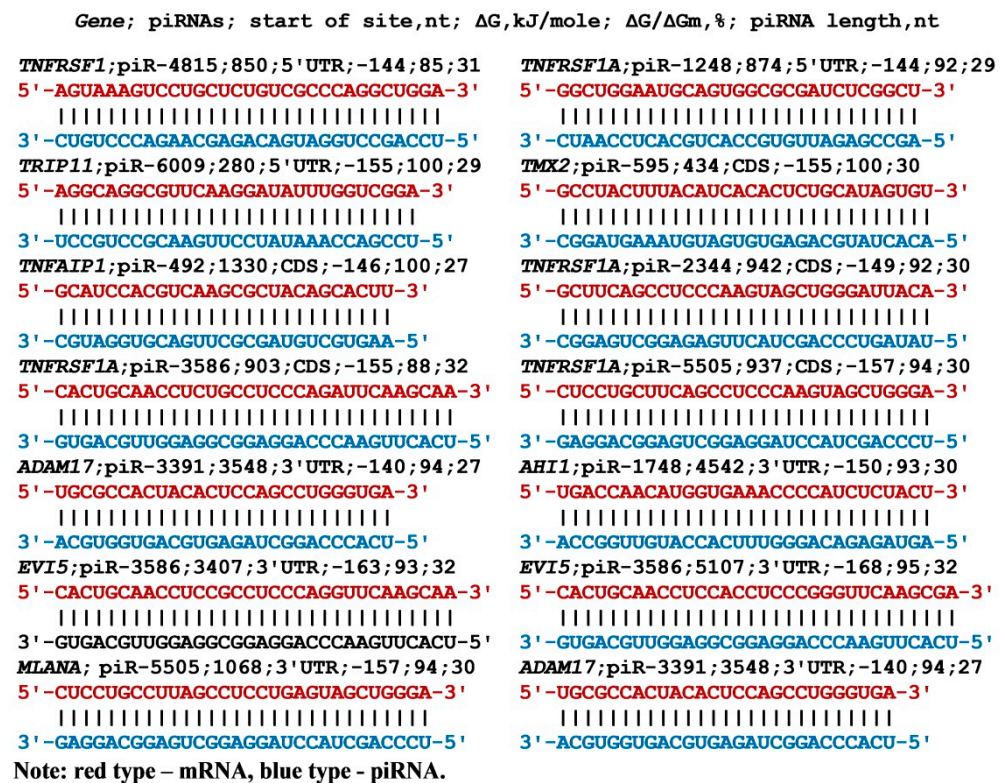 Gene; piRNAs; start of site,nt; ΔG,kJ/mole; ΔG/ΔGm,%; piRNA length,nt
TNFRSF1;piR-4815;850;5'UTR;-144;85;31
5'-AGUAAAGUCCUGCUCUGUCGCCCAGGCUGGA-3'
3'-CUGUCCCAGAACGAGACAGUAGGUCCGACCU-5'
TRIP11;piR-6009;280;5'UTR;-155;100;29
5'-AGGCAGGCGUUCAAGGAUAUUUGGUCGGA-3'
3'-UCCGUCCGCAAGUUCCUAUAAACCAGCCU-5'
TNFAIP1;piR-492;1330;CDS;-146;100;27
5'-GCAUCCACGUCAAGCGCUACAGCACUU-3'
3'-CGUAGGUGCAGUUCGCGAUGUCGUGAA-5'
TNFRSF1A;piR-3586;903;CDS;-155;88;32
5'-CACUGCAACCUCUGCCUCCCAGAUUCAAGCAA-3'
3'-GUGACGUUGGAGGCGGAGGACCCAAGUUCACU-5'
ADAM17;piR-3391;3548;3'UTR;-140;94;27
5'-UGCGCCACUACACUCCAGCCUGGGUGA-3'
3'-ACGUGGUGACGUGAGAUCGGACCCACU-5'
EVI5;piR-3586;3407;3'UTR;-163;93;32
5'-CACUGCAACCUCCGCCUCCCAGGUUCAAGCAA-3'
3'-GUGACGUUGGAGGCGGAGGACCCAAGUUCACU-5'
MLANA; piR-5505;1068;3'UTR;-157;94;30
5'-CUCCUGCCUUAGCCUCCUGAGUAGCUGGGA-3'
3'-GAGGACGGAGUCGGAGGAUCCAUCGACCCU-5'
TNFRSF1A;piR-1248;874;5'UTR;-144;92;29
5'-GGCUGGAAUGCAGUGGCGCGAUCUCGGCU-3'
3'-CUAACCUCACGUCACCGUGUUAGAGCCGA-5'
TMX2;piR-595;434;CDS;-155;100;30
5'-GCCUACUUUACAUCACACUCUGCAUAGUGU-3'
3'-CGGAUGAAAUGUAGUGUGAGACGUAUCACA-5'
TNFRSF1A;piR-2344;942;CDS;-149;92;30
5'-GCUUCAGCCUCCCAAGUAGCUGGGAUUACA-3'
3'-CGGAGUCGGAGAGUUCAUCGACCCUGAUAU-5'
TNFRSF1A;piR-5505;937;CDS;-157;94;30
5'-CUCCUGCUUCAGCCUCCCAAGUAGCUGGGA-3'
3'-GAGGACGGAGUCGGAGGAUCCAUCGACCCU-5'
AHI1;piR-1748;4542;3'UTR;-150;93;30
5'-UGACCAACAUGGUGAAACCCCAUCUCUACU-3'
3'-ACCGGUUGUACCACUUUGGGACAGAGAUGA-5'
EVI5;piR-3586;5107;3'UTR;-168;95;32
5'-CACUGCAACCUCCACCUCCCGGGUUCAAGCGA-3'
3'-GUGACGUUGGAGGCGGAGGACCCAAGUUCACU-5'
ADAM17;piR-3391;3548;3'UTR;-140;94;27
5'-UGCGCCACUACACUCCAGCCUGGGUGA-3'
3'-ACGUGGUGACGUGAGAUCGGACCCACU-5'
Note: red type – mRNA, blue type - piRNA.